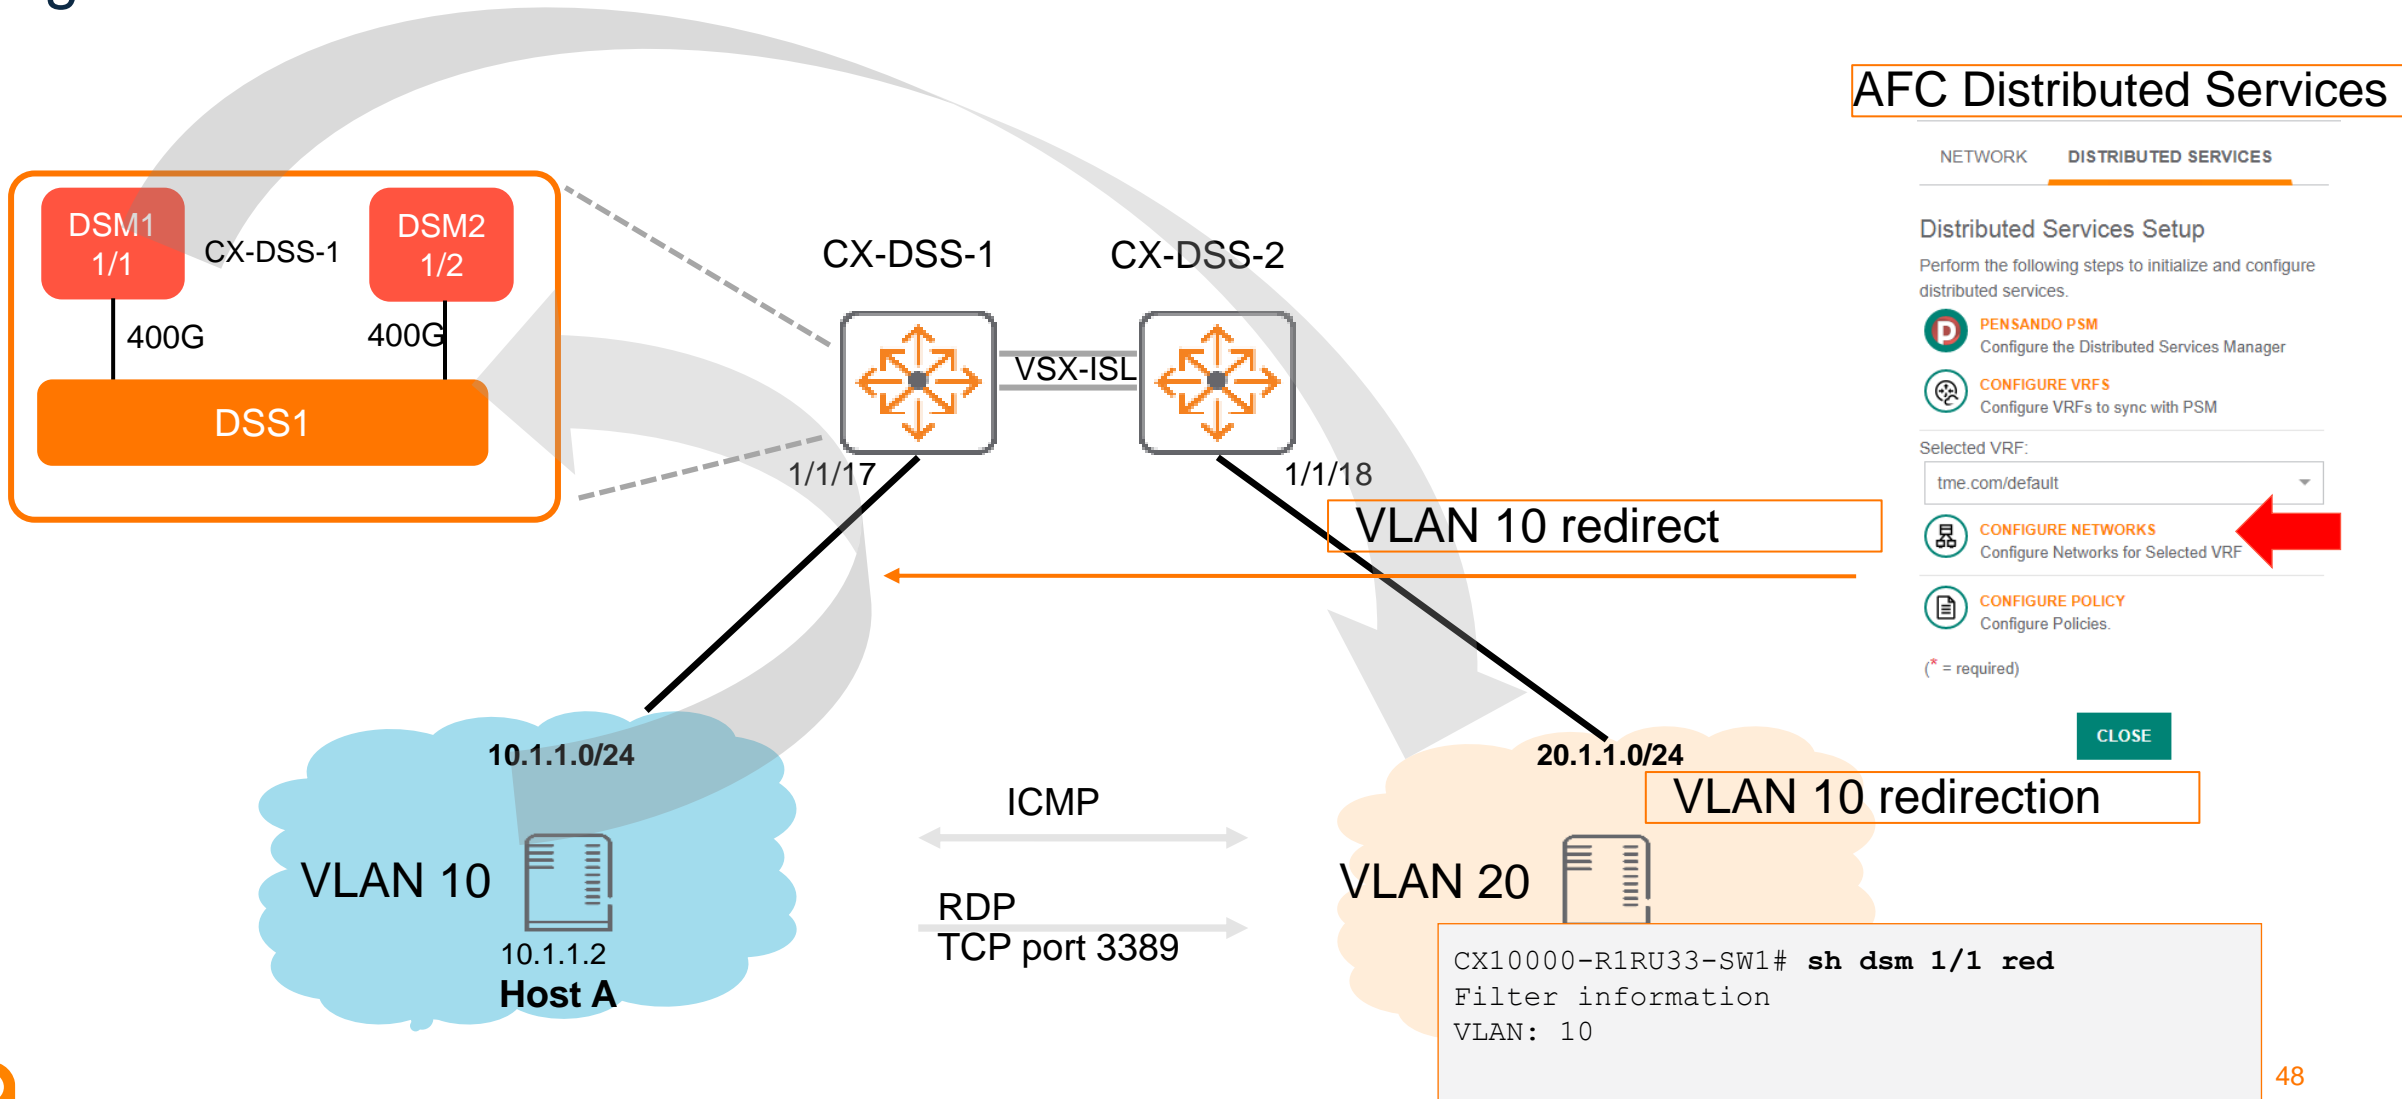 AFC Distributed Services
NETWORK DISTRIBUTED SERVICES
Distributed Services Setup
Perform the following steps to initialize and configure
distributed services.
PENSANDO PSM
Configure the Distributed Services Manager
CONFIGURE VRFS
Configure VRFs to sync with PSM
Selected VRF:
tme.com/default
CONFIGURE NETWORKS
Configure Networks for Selected VRF
CONFIGURE POLICY
Configure Policies.
(* = required)
CLOSE
DSM1
1/1
CX-DSS-1
DSM2
1/2
400G
400G
DSS1
CX-DSS-1
CX-DSS-2
VSX-ISL
1/1/17
1/1/18
VLAN 10 redirect
10.1.1.0/24
VLAN 10
10.1.1.2
Host A
ICMP
RDP
TCP port 3389
20.1.1.0/24
VLAN 10 redirection
VLAN 20
CX10000-R1RU33-SW1# sh dsm 1/1 red
Filter information
VLAN: 10
48